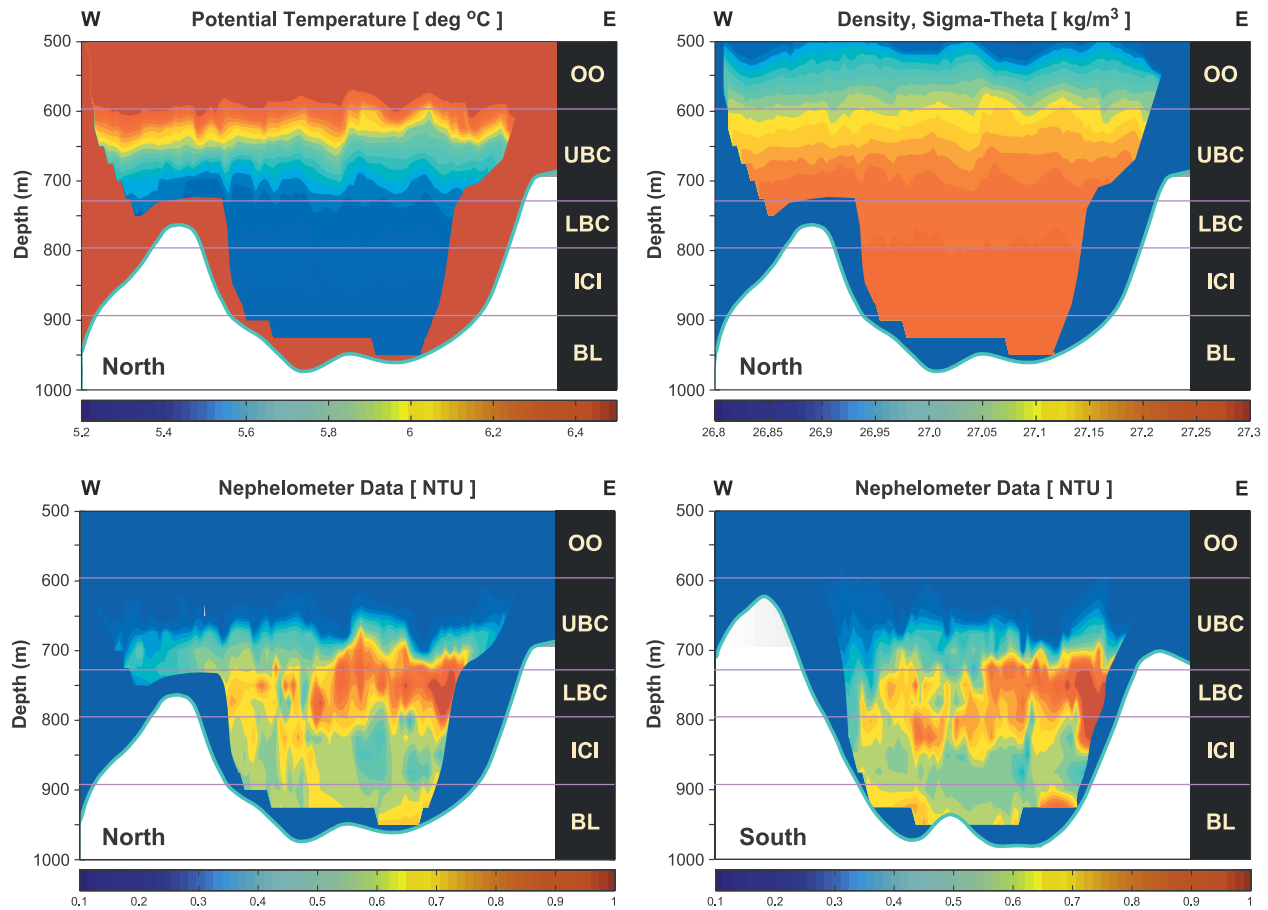 W Potential Temperature [ deg °C ] E
500
600
700
800
900
1000
Depth (m)
OO
UBC
LBC
ICI
BL
North
5.2 5.4 5.6 5.8 6 6.2 6.4
W Density, Sigma-Theta [ kg/m³ ] E
500
600
700
800
900
1000
Depth (m)
OO
UBC
LBC
ICI
BL
North
26.8 26.85 26.9 26.95 27.0 27.05 27.1 27.15 27.2 27.25 27.3
W Nephelometer Data [ NTU ] E
500
600
700
800
900
1000
Depth (m)
OO
UBC
LBC
ICI
BL
North
0.1 0.2 0.3 0.4 0.5 0.6 0.7 0.8 0.9 1
W Nephelometer Data [ NTU ] E
500
600
700
800
900
1000
Depth (m)
OO
UBC
LBC
ICI
BL
South
0.1 0.2 0.3 0.4 0.5 0.6 0.7 0.8 0.9 1